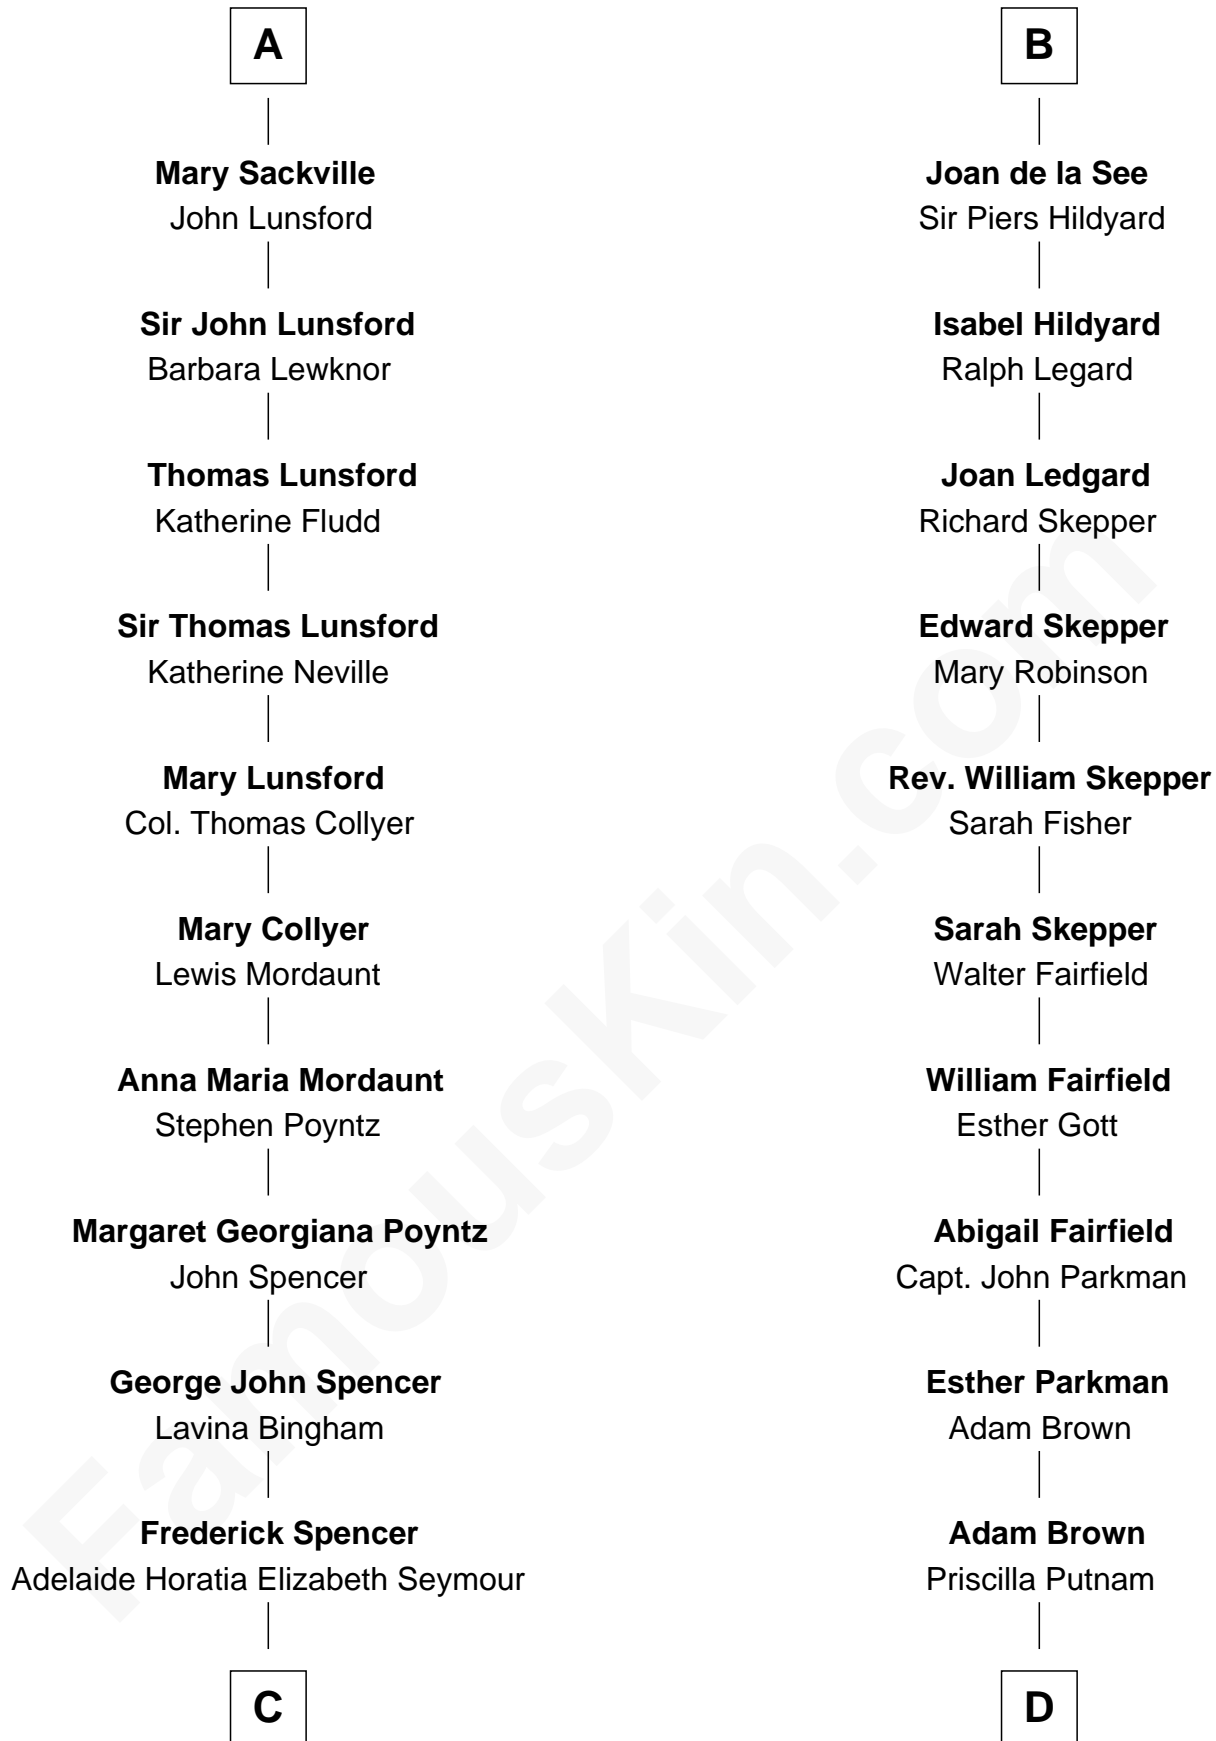 A
Mary Sackville
John Lunsford
Sir John Lunsford
Barbara Lewknor
Thomas Lunsford
Katherine Fludd
Sir Thomas Lunsford
Katherine Neville
Mary Lunsford
Col. Thomas Collyer
Mary Collyer
Lewis Mordaunt
Anna Maria Mordaunt
Stephen Poyntz
Margaret Georgiana Poyntz
John Spencer
George John Spencer
Lavina Bingham
Frederick Spencer
Adelaide Horatia Elizabeth Seymour
C
B
Joan de la See
Sir Piers Hildyard
Isabel Hildyard
Ralph Legard
Joan Ledgard
Richard Skepper
Edward Skepper
Mary Robinson
Rev. William Skepper
Sarah Fisher
Sarah Skepper
Walter Fairfield
William Fairfield
Esther Gott
Abigail Fairfield
Capt. John Parkman
Esther Parkman
Adam Brown
Adam Brown
Priscilla Putnam
D
FamousKin.com